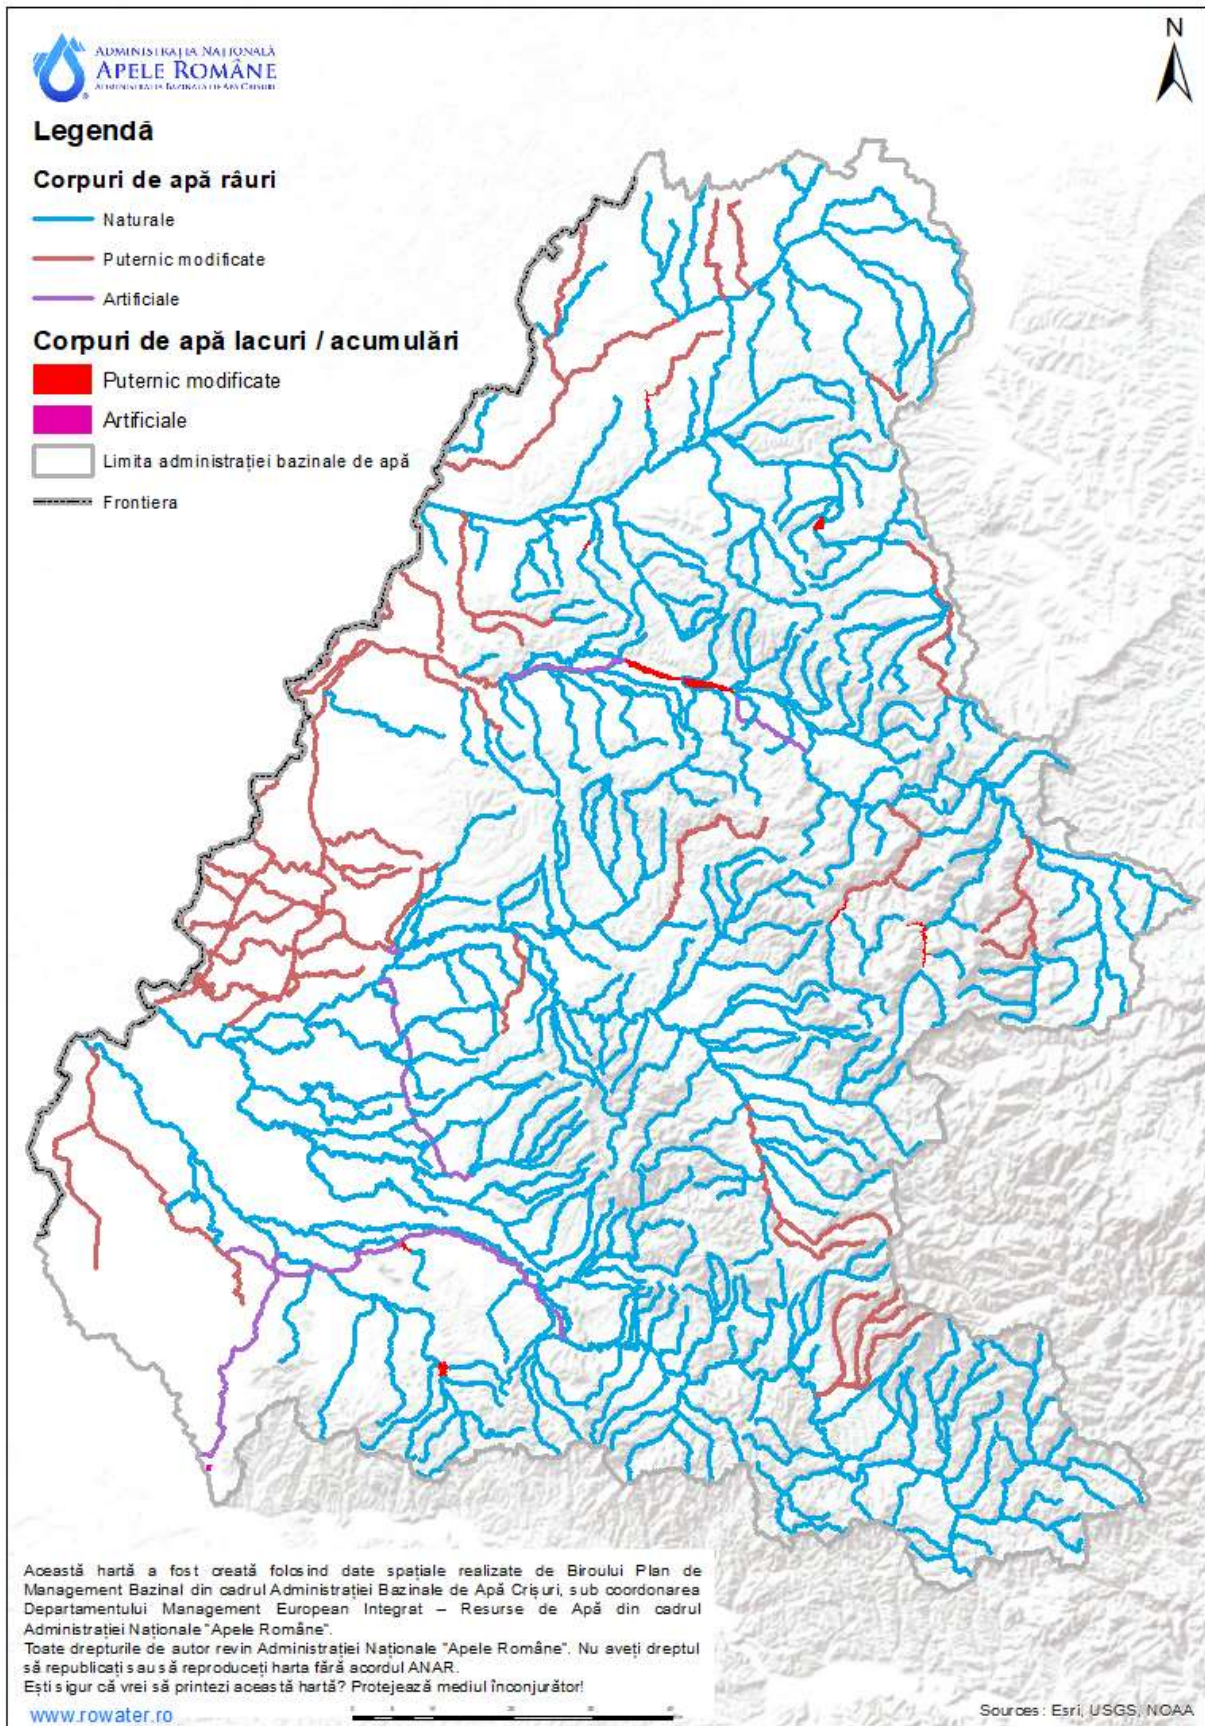 ADMINISTRAȚIA NAȚIONALĂ
APELE ROMÂNE
ADMINISTRAȚIA BAZINALĂ DE APĂ CRIȘURI
N
Legendă
Corpuri de apă râuri
Naturale
Puternic modificate
Artificiale
Corpuri de apă lacuri / acumulări
Puternic modificate
Artificiale
Limita administrației bazinale de apă
Frontiera
Această hartă a fost creată folosind date spațiale realizate de Biroului Plan de
Management Bazinal din cadrul Administrației Bazinale de Apă Crișuri, sub coordonarea
Departamentului Management European Integrat – Resurse de Apă din cadrul
Administrației Naționale "Apele Române".
Toate drepturile de autor revin Administrației Naționale "Apele Române". Nu aveți dreptul
să republicați sau să reproduceți harta fără acordul ANAR.
Ești sigur că vrei să printezi această hartă? Protejează mediul înconjurător!
www.rowater.ro
Sources: Esri, USGS, NOAA